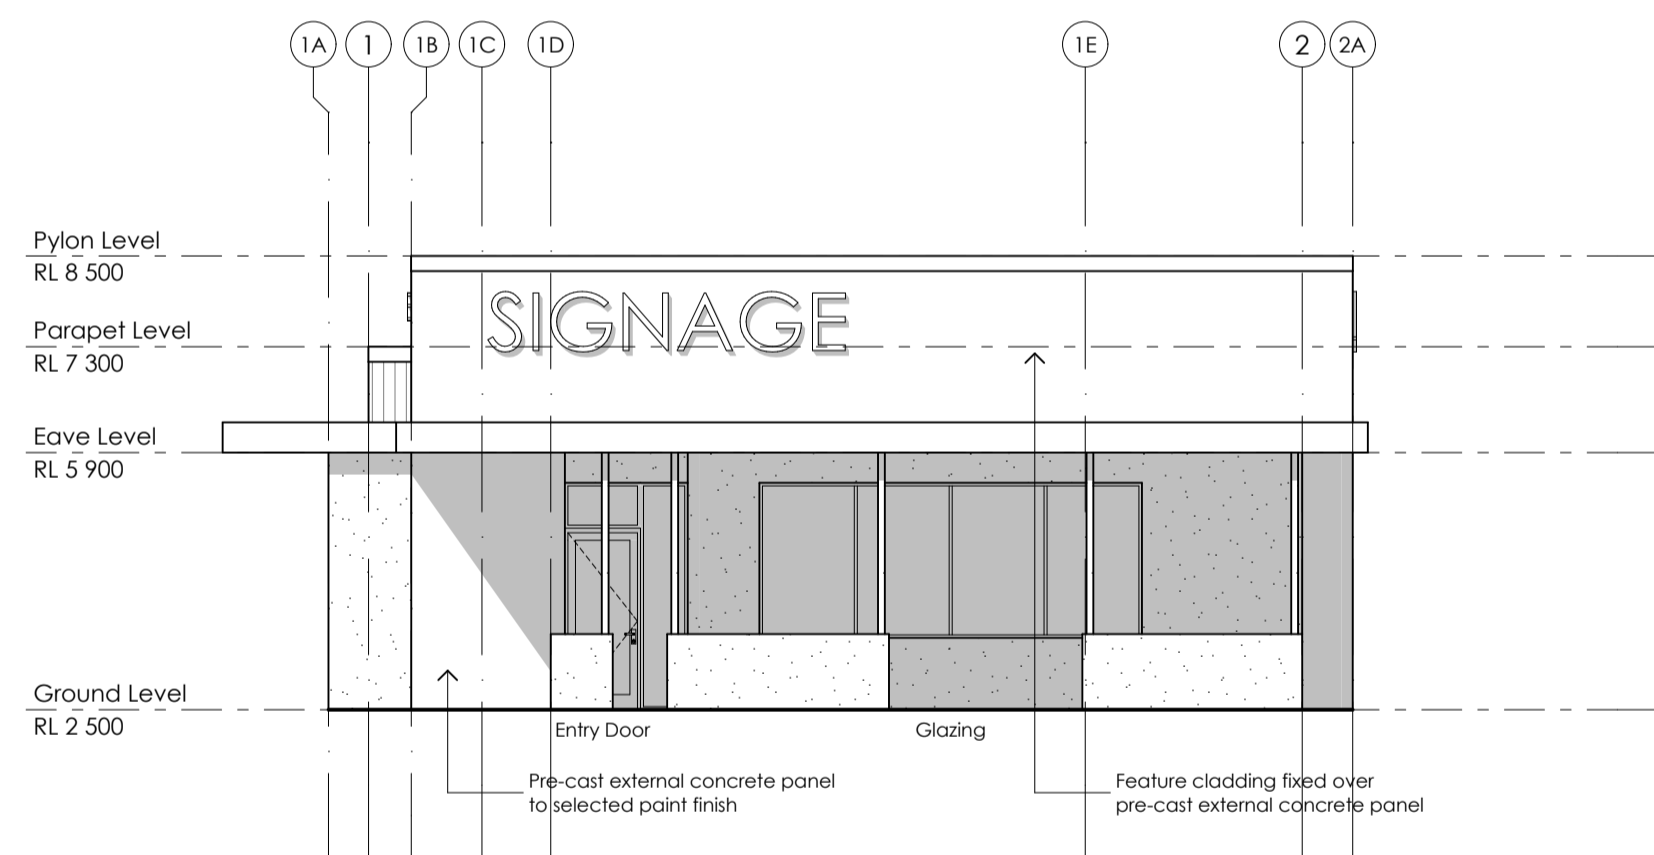 1A 1 1B 1C 1D 1E 2 2A
Pylon Level
RL 8 500
SIGNAGE
Parapet Level
RL 7 300
Eave Level
RL 5 900
Ground Level
RL 2 500
Entry Door
Glazing
Pre-cast external concrete panel
to selected paint finish
Feature cladding fixed over
pre-cast external concrete panel